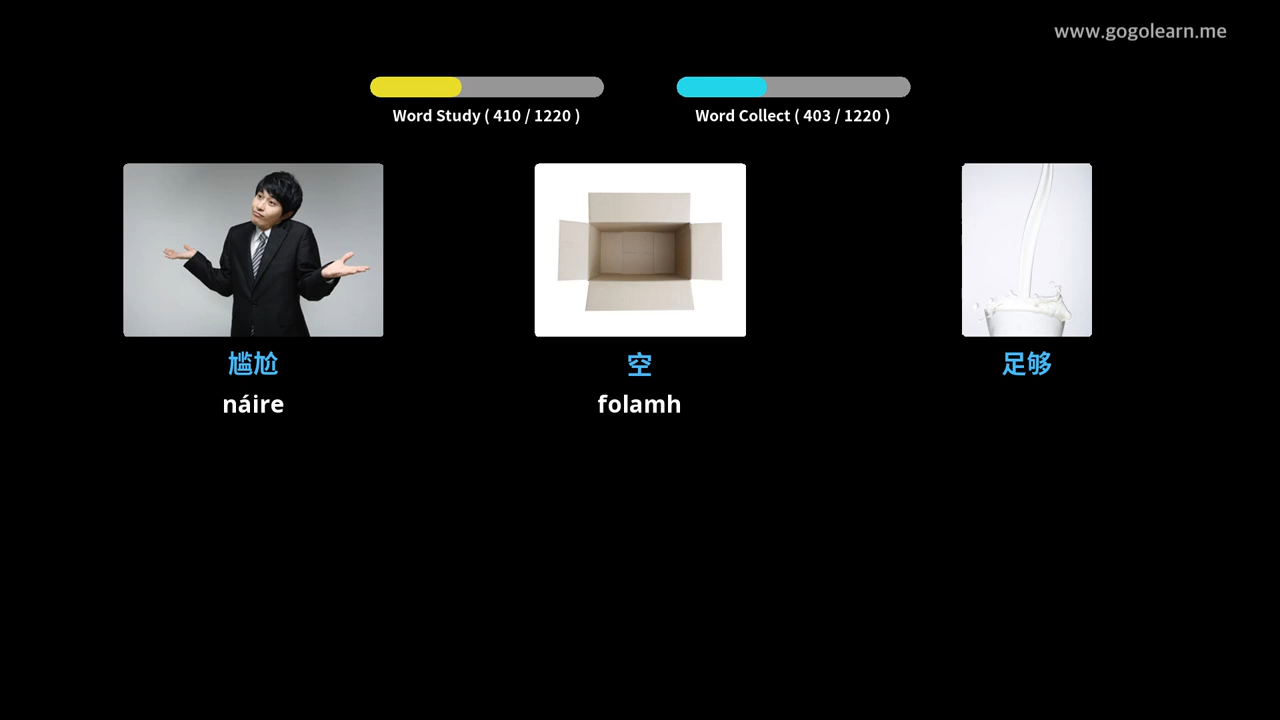 www.gogolearn.me
Word Study ( 410 / 1220 )
Word Collect ( 403 / 1220 )
尴尬
空
足够
náire
folamh